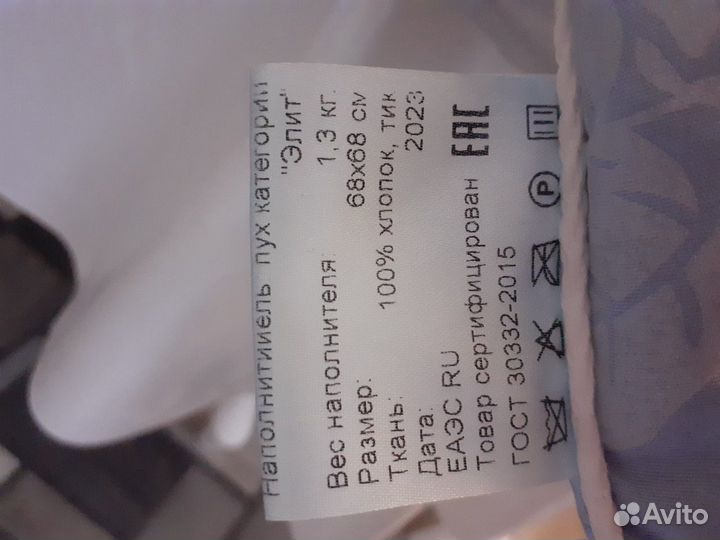 Наполнитииель пух категории
"Элит"
Вес наполнителя: 1,3 кг.
Размер: 68х68 см
Ткань: 100% хлопок, тик
Дата: 2023
ЕАЭС RU
Товар сертифицирован EAC
ГОСТ 30332-2015
P
Avito